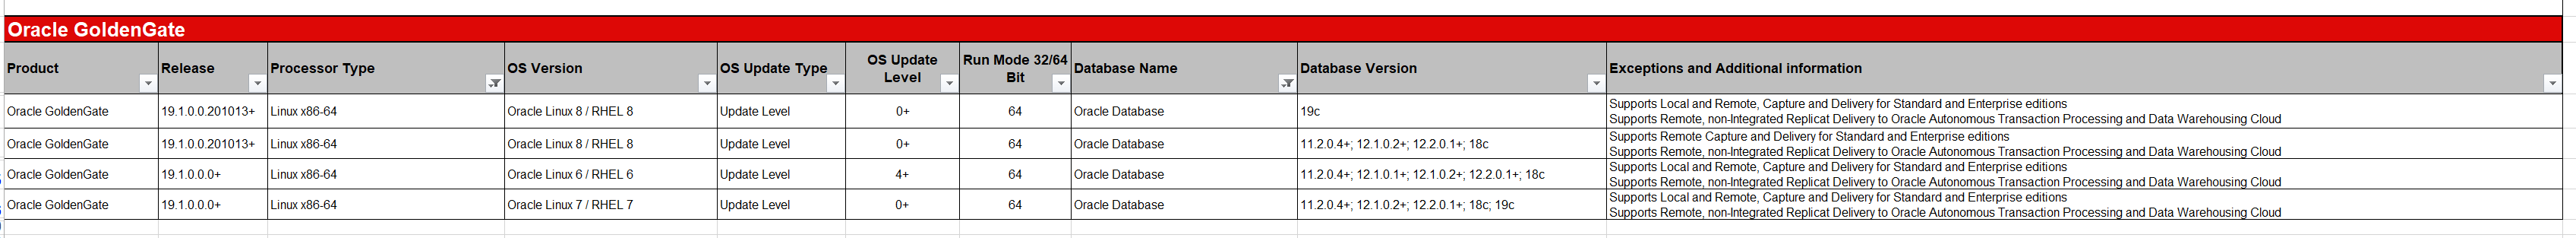 Oracle GoldenGate
Product Release Processor Type OS Version OS Update Type OS Update Level Run Mode 32/64 Bit Database Name Database Version Exceptions and Additional information
Oracle GoldenGate 19.1.0.0.201013+ Linux x86-64 Oracle Linux 8 / RHEL 8 Update Level 0+ 64 Oracle Database 19c Supports Local and Remote, Capture and Delivery for Standard and Enterprise editions
Supports Remote, non-Integrated Replicat Delivery to Oracle Autonomous Transaction Processing and Data Warehousing Cloud
Oracle GoldenGate 19.1.0.0.201013+ Linux x86-64 Oracle Linux 8 / RHEL 8 Update Level 0+ 64 Oracle Database 11.2.0.4+; 12.1.0.2+; 12.2.0.1+; 18c Supports Remote Capture and Delivery for Standard and Enterprise editions
Supports Remote, non-Integrated Replicat Delivery to Oracle Autonomous Transaction Processing and Data Warehousing Cloud
Oracle GoldenGate 19.1.0.0.0+ Linux x86-64 Oracle Linux 6 / RHEL 6 Update Level 4+ 64 Oracle Database 11.2.0.4+; 12.1.0.1+; 12.1.0.2+; 12.2.0.1+; 18c Supports Local and Remote, Capture and Delivery for Standard and Enterprise editions
Supports Remote, non-Integrated Replicat Delivery to Oracle Autonomous Transaction Processing and Data Warehousing Cloud
Oracle GoldenGate 19.1.0.0.0+ Linux x86-64 Oracle Linux 7 / RHEL 7 Update Level 0+ 64 Oracle Database 11.2.0.4+; 12.1.0.2+; 12.2.0.1+; 18c; 19c Supports Local and Remote, Capture and Delivery for Standard and Enterprise editions
Supports Remote, non-Integrated Replicat Delivery to Oracle Autonomous Transaction Processing and Data Warehousing Cloud